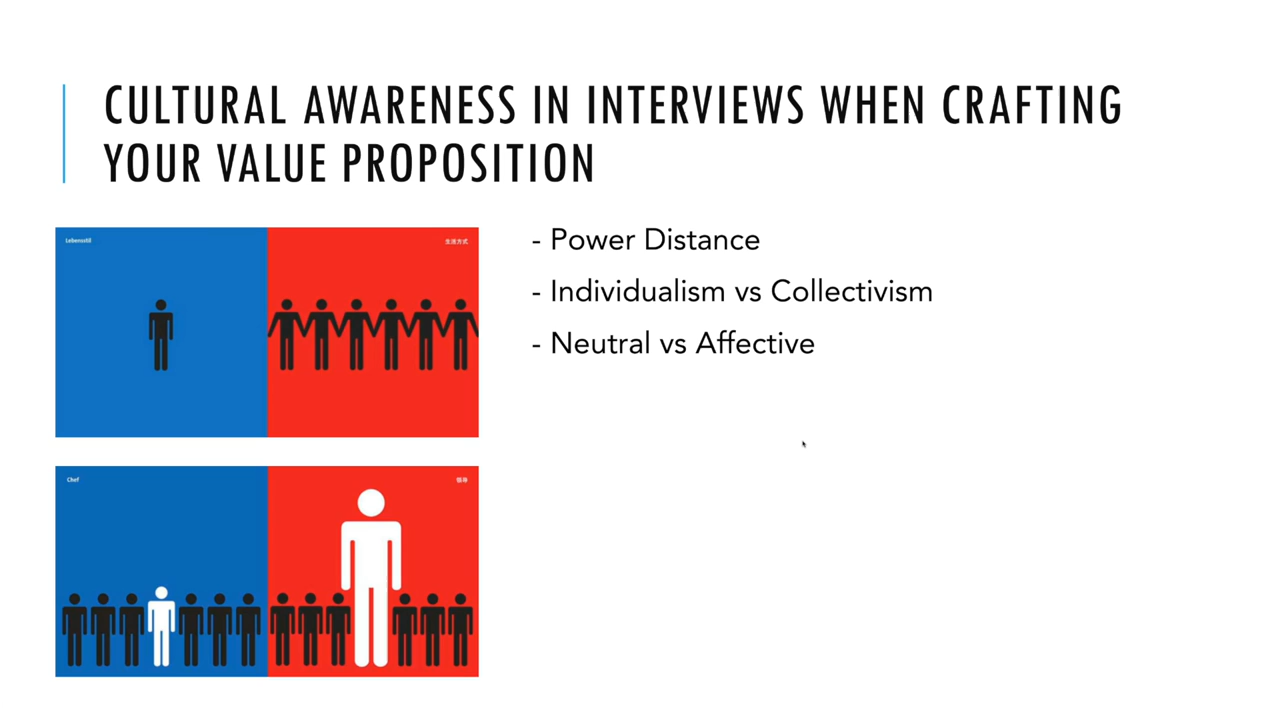 CULTURAL AWARENESS IN INTERVIEWS WHEN CRAFTING
YOUR VALUE PROPOSITION
Lebensstil
生活方式
- Power Distance
- Individualism vs Collectivism
- Neutral vs Affective
Chef
领导